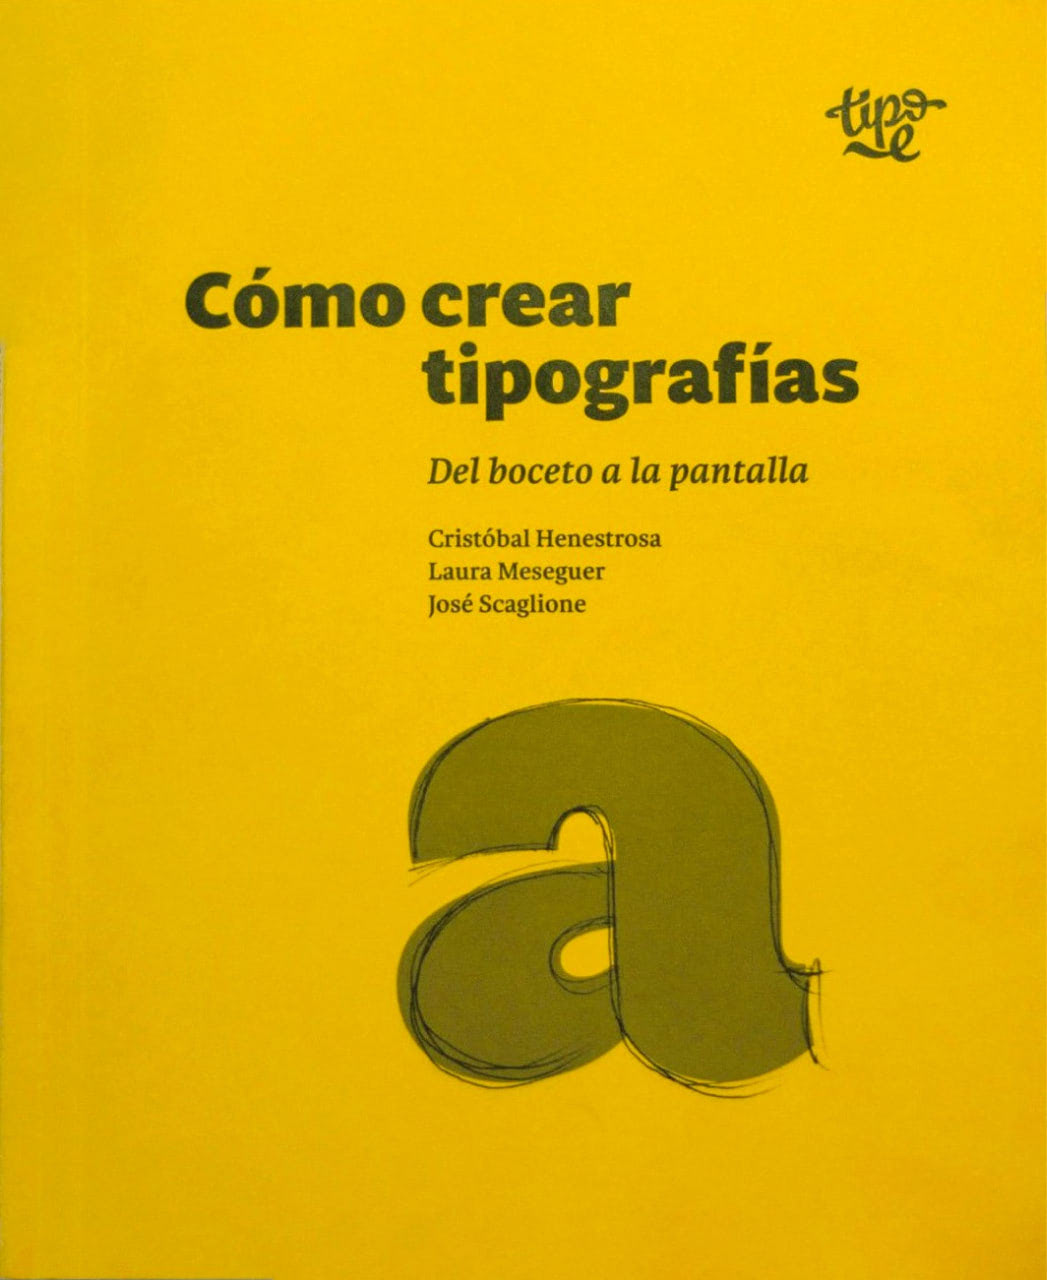 tipo
e
Cómo crear
tipografías
Del boceto a la pantalla
Cristóbal Henestrosa
Laura Meseguer
José Scaglione
a